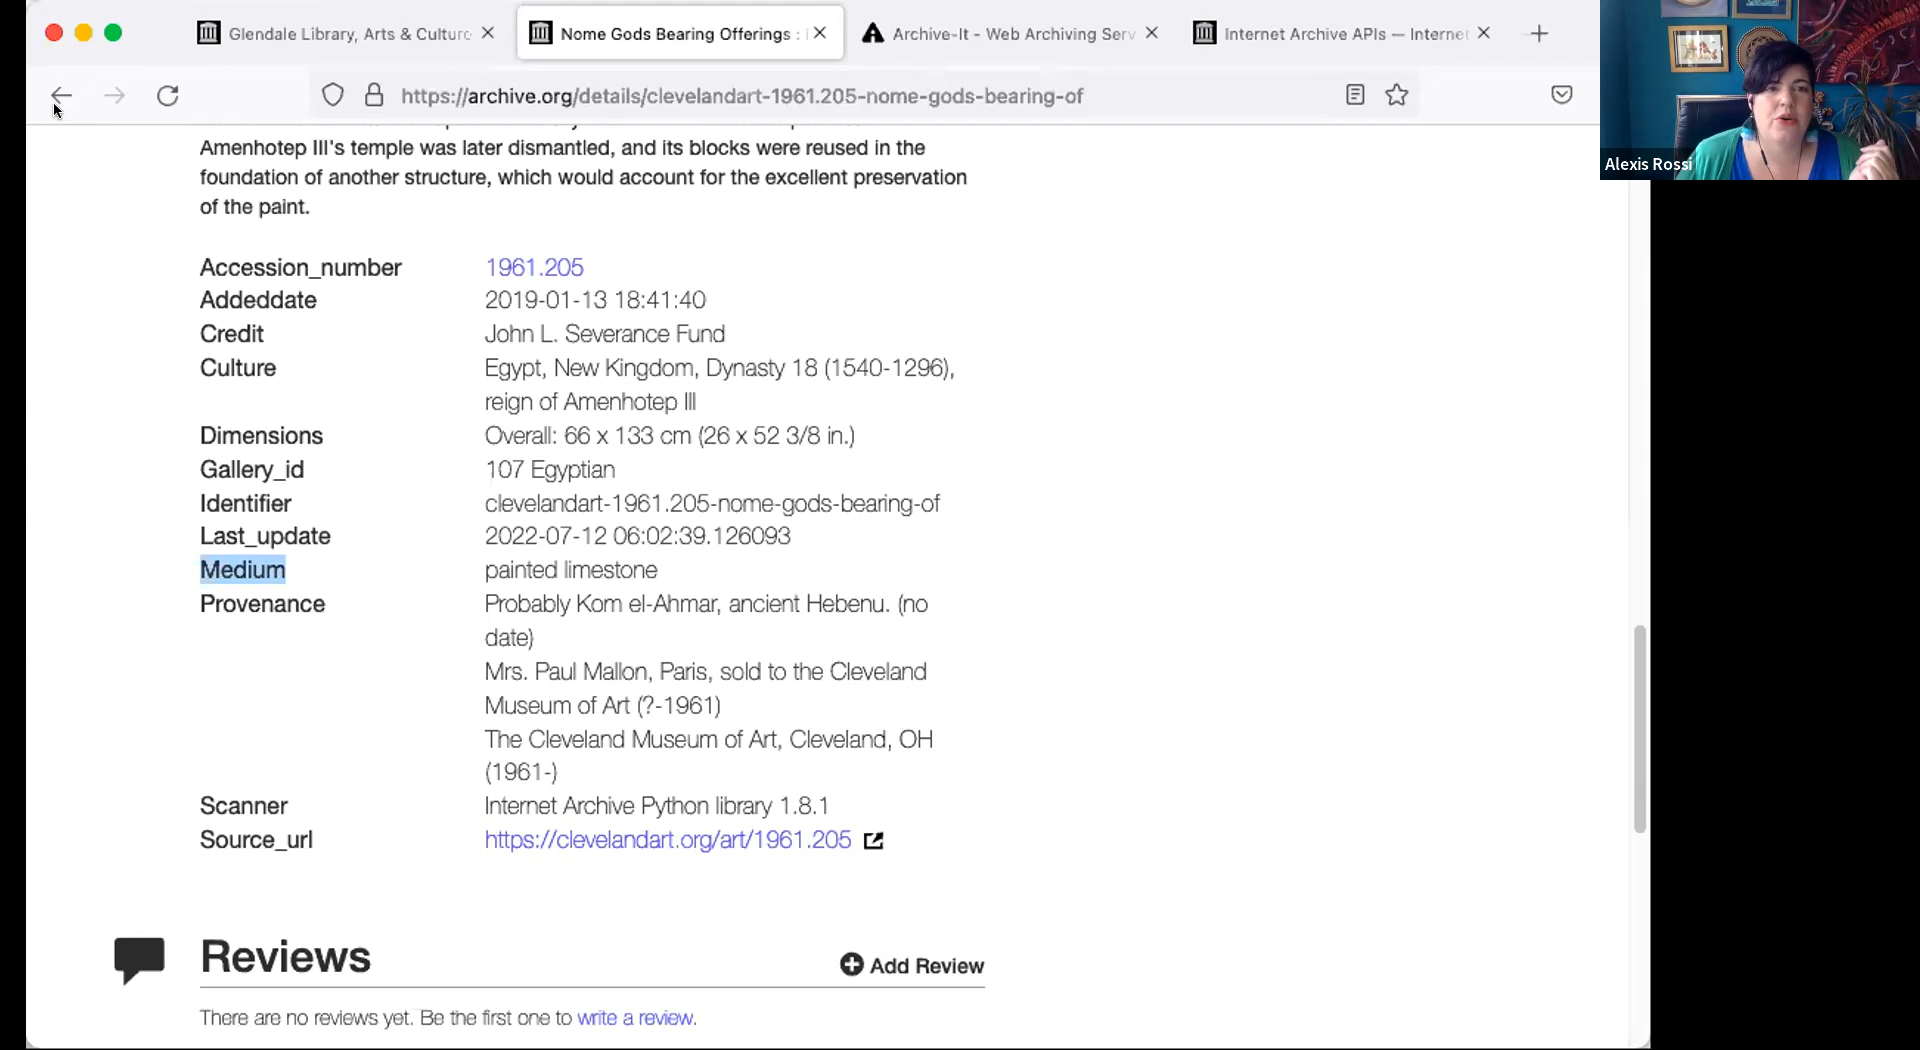 Glendale Library, Arts & Culture
Nome Gods Bearing Offerings :
Archive-It - Web Archiving Serv
Internet Archive APIs — Internet
https://archive.org/details/clevelandart-1961.205-nome-gods-bearing-of
Alexis Rossi
Amenhotep III's temple was later dismantled, and its blocks were reused in the
foundation of another structure, which would account for the excellent preservation
of the paint.
Accession_number 1961.205
Addeddate 2019-01-13 18:41:40
Credit John L. Severance Fund
Culture Egypt, New Kingdom, Dynasty 18 (1540-1296),
reign of Amenhotep III
Dimensions Overall: 66 x 133 cm (26 x 52 3/8 in.)
Gallery_id 107 Egyptian
Identifier clevelandart-1961.205-nome-gods-bearing-of
Last_update 2022-07-12 06:02:39.126093
Medium painted limestone
Provenance Probably Kom el-Ahmar, ancient Hebenu. (no
date)
Mrs. Paul Mallon, Paris, sold to the Cleveland
Museum of Art (?-1961)
The Cleveland Museum of Art, Cleveland, OH
(1961-)
Scanner Internet Archive Python library 1.8.1
Source_url https://clevelandart.org/art/1961.205
Reviews
Add Review
There are no reviews yet. Be the first one to write a review.